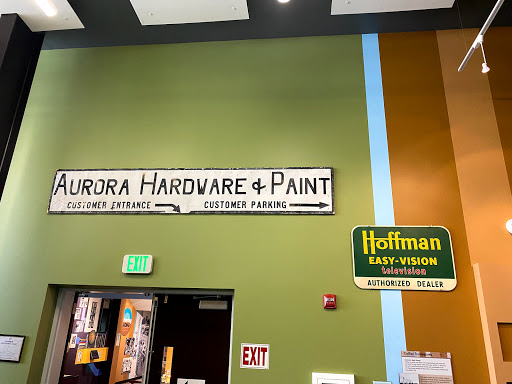 AURORA HARDWARE & PAINT
CUSTOMER ENTRANCE CUSTOMER PARKING
Hoffman
EASY-VISION
television
AUTHORIZED DEALER
EXIT
EXIT